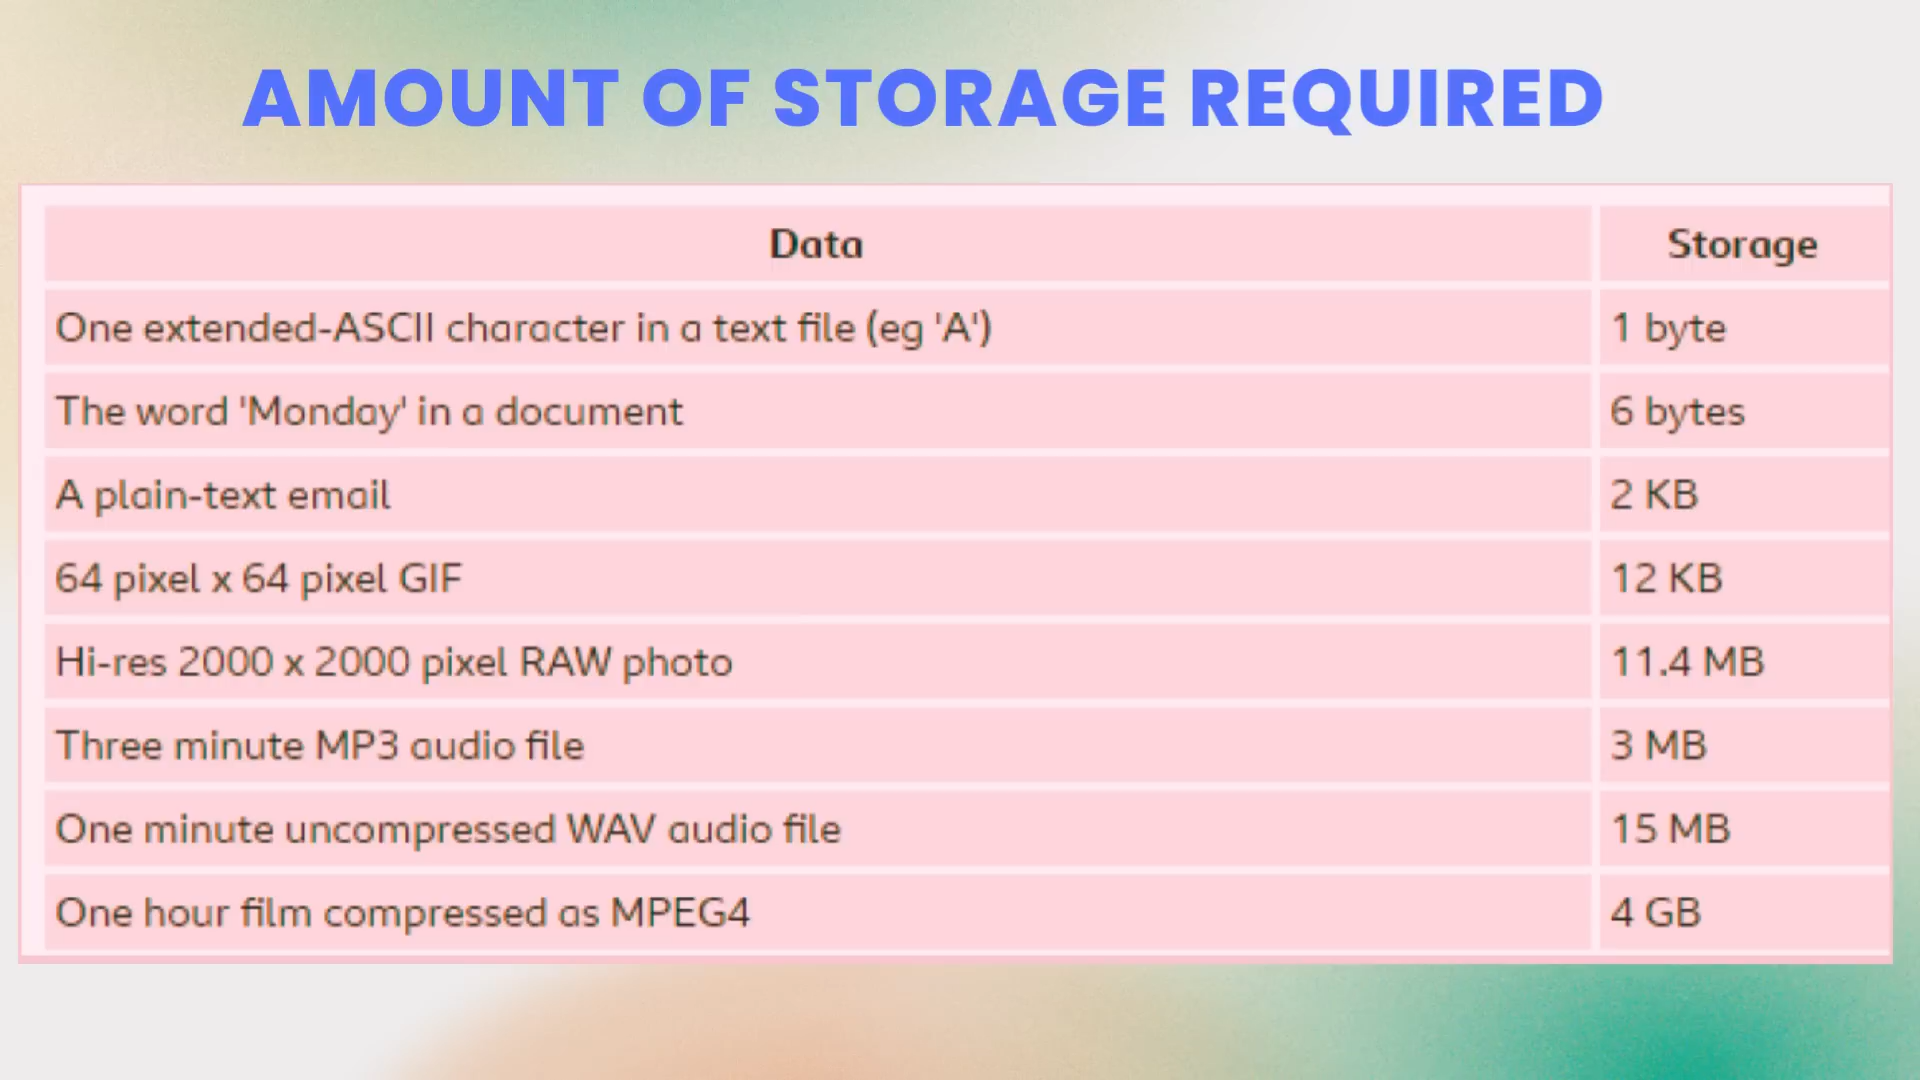 AMOUNT OF STORAGE REQUIRED
Data Storage
One extended-ASCII character in a text file (eg 'A') 1 byte
The word 'Monday' in a document 6 bytes
A plain-text email 2 KB
64 pixel x 64 pixel GIF 12 KB
Hi-res 2000 x 2000 pixel RAW photo 11.4 MB
Three minute MP3 audio file 3 MB
One minute uncompressed WAV audio file 15 MB
One hour film compressed as MPEG4 4 GB